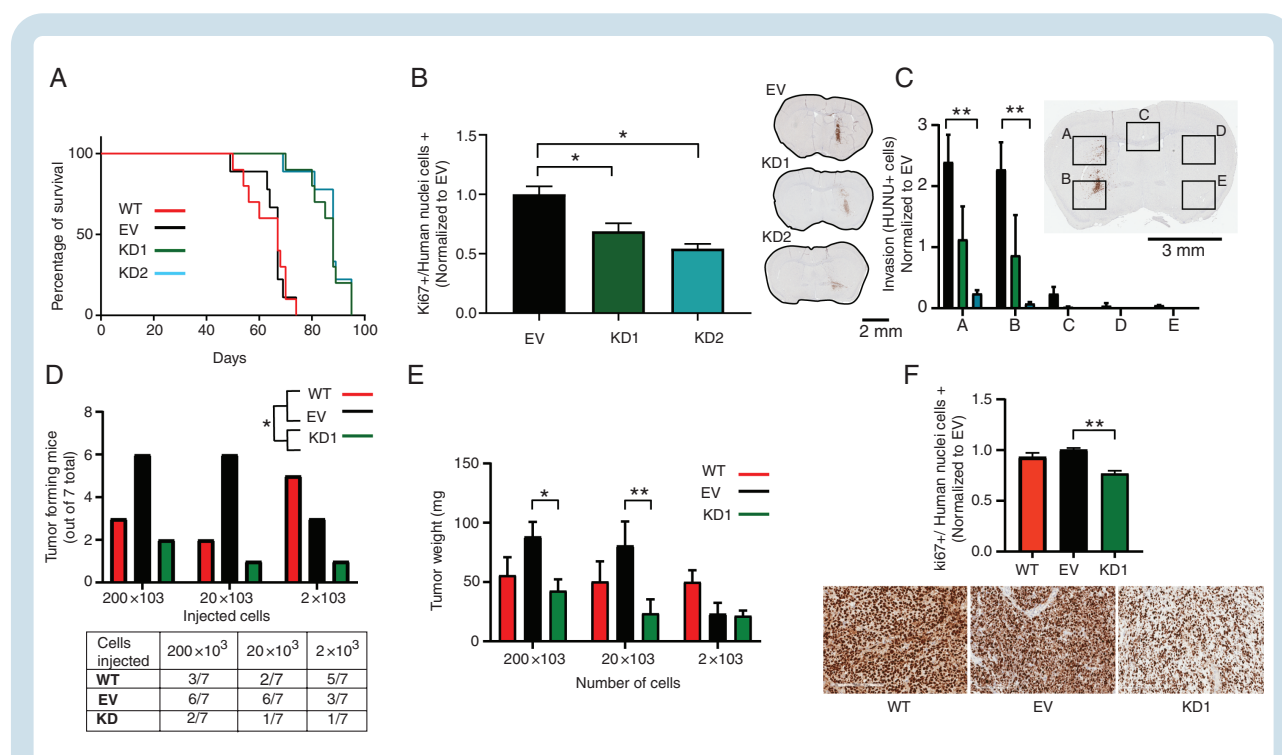 A
Percentage of survival
100
50
0
WT
EV
KD1
KD2
0 20 40 60 80 100
Days
B
Ki67+/Human nuclei cells +
(Normalized to EV)
1.5
1.0
0.5
0.0
*
*
EV KD1 KD2
EV
KD1
KD2
2 mm
C
Invasion (HUNU+ cells)
Normalized to EV
3
2
1
0
** **
A B C D E
A
B
C
D
E
3 mm
D
WT
EV
KD1
*
Tumor forming mice
(out of 7 total)
8
6
4
2
0
200×103 20×103 2×103
Injected cells
Cells injected 200×10³ 20×10³ 2×10³
WT 3/7 2/7 5/7
EV 6/7 6/7 3/7
KD 2/7 1/7 1/7
E
Tumor weight (mg
150
100
50
0
* **
WT
EV
KD1
200×103 20×103 2×103
Number of cells
F
ki67+/ Human nuclei cells +
(Normalized to EV)
1.5
1.0
0.5
0.0
**
WT EV KD1
WT EV KD1